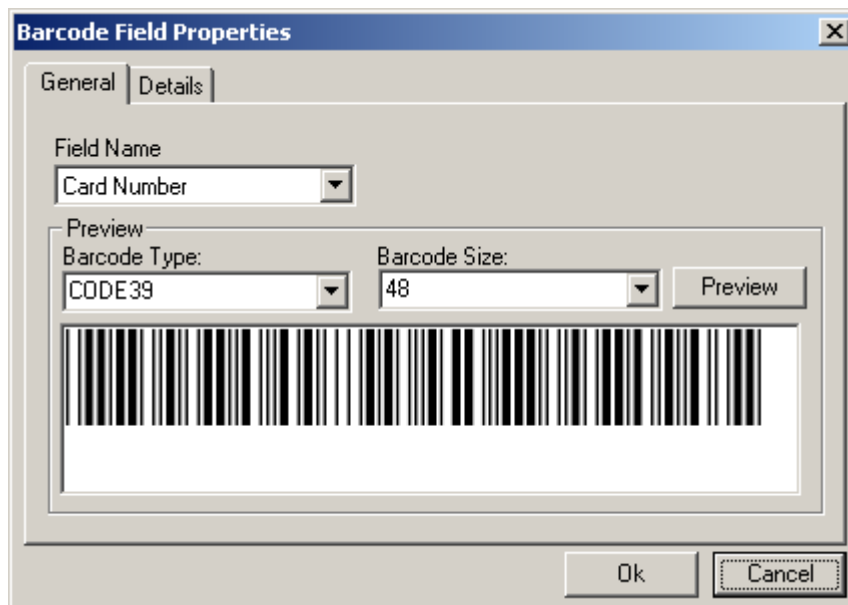 Barcode Field Properties
General Details
Field Name
Card Number
Preview
Barcode Type: Barcode Size:
CODE39 48 Preview
Ok Cancel